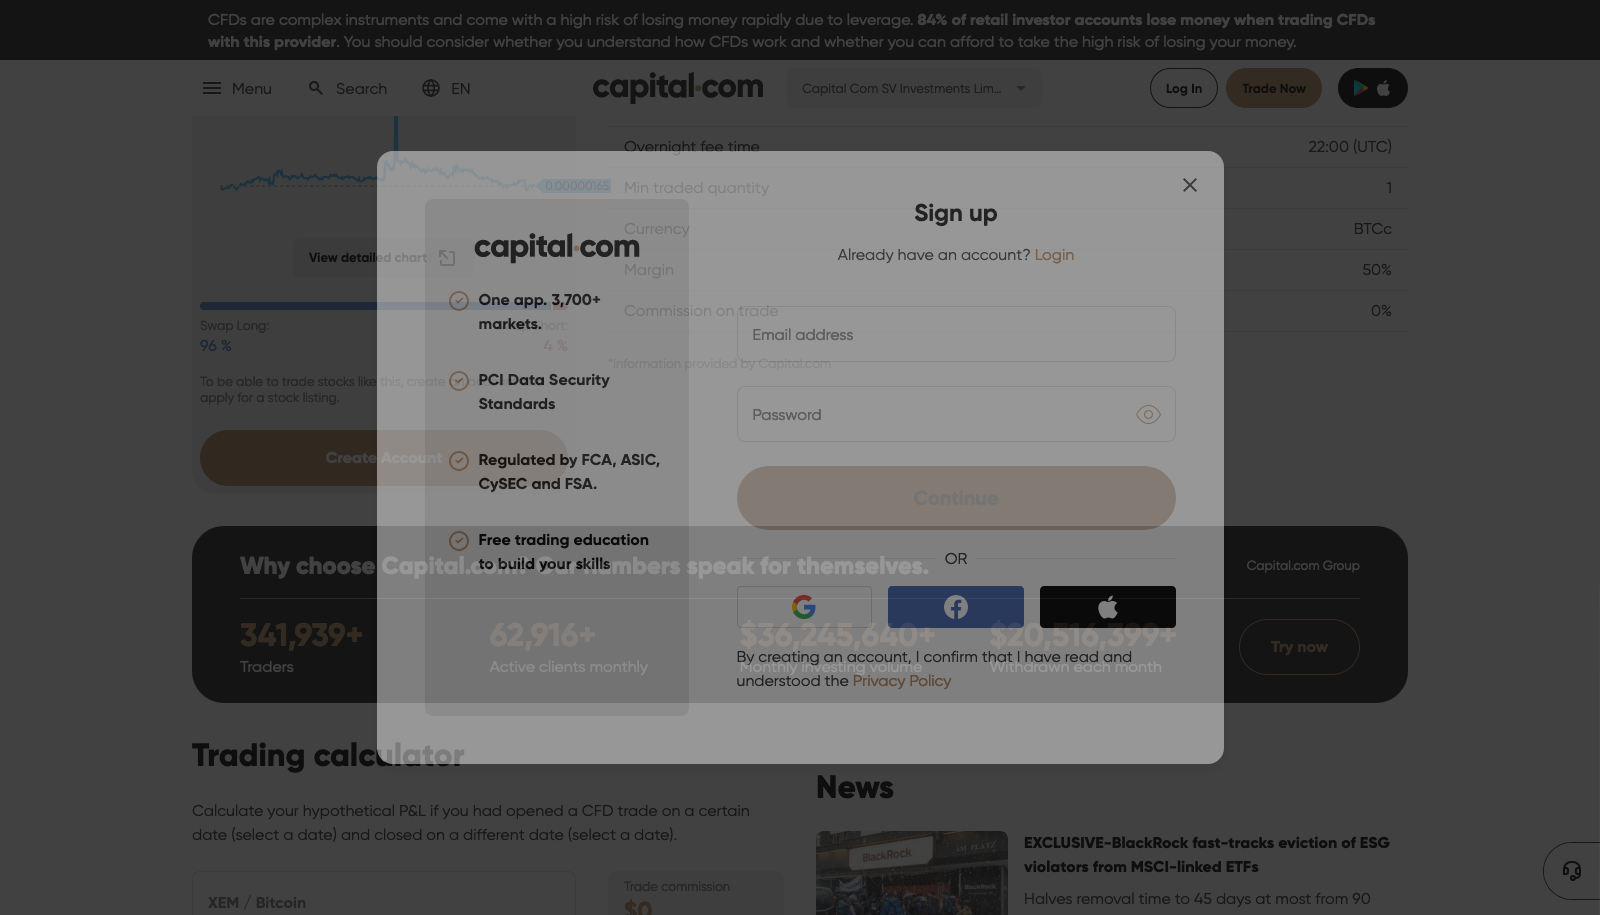 CFDs are complex instruments and come with a high risk of losing money rapidly due to leverage. 84% of retail investor accounts lose money when trading CFDs
with this provider. You should consider whether you understand how CFDs work and whether you can afford to take the high risk of losing your money.
Menu
Search
EN
capital.com
Capital Com SV Investments Lim...
Log In
Trade Now
0.00000165
View detailed chart
Swap Long:
96 %
4 %
To be able to trade stocks like this, create
apply for a stock listing.
Create Account
Overnight fee time 22:00 (UTC)
Min traded quantity 1
Currency BTCc
Margin 50%
Commission on trade 0%
*Information provided by Capital.com
capital.com
One app. 3,700+
markets.
PCI Data Security
Standards
Regulated by FCA, ASIC,
CySEC and FSA.
Free trading education
to build your skills
Sign up
Already have an account? Login
Email address
Password
Continue
OR
By creating an account, I confirm that I have read and
understood the Privacy Policy
Why choose Capital.com? Our numbers speak for themselves.
Capital.com Group
341,939+
Traders
62,916+
Active clients monthly
$36,245,640+
Monthly investing volume
$20,516,399+
Withdrawn each month
Try now
Trading calculator
Calculate your hypothetical P&L if you had opened a CFD trade on a certain
date (select a date) and closed on a different date (select a date).
XEM / Bitcoin
Trade commission
$0
News
BlackRock
BlackRock
EXCLUSIVE-BlackRock fast-tracks eviction of ESG
violators from MSCI-linked ETFs
Halves removal time to 45 days at most from 90